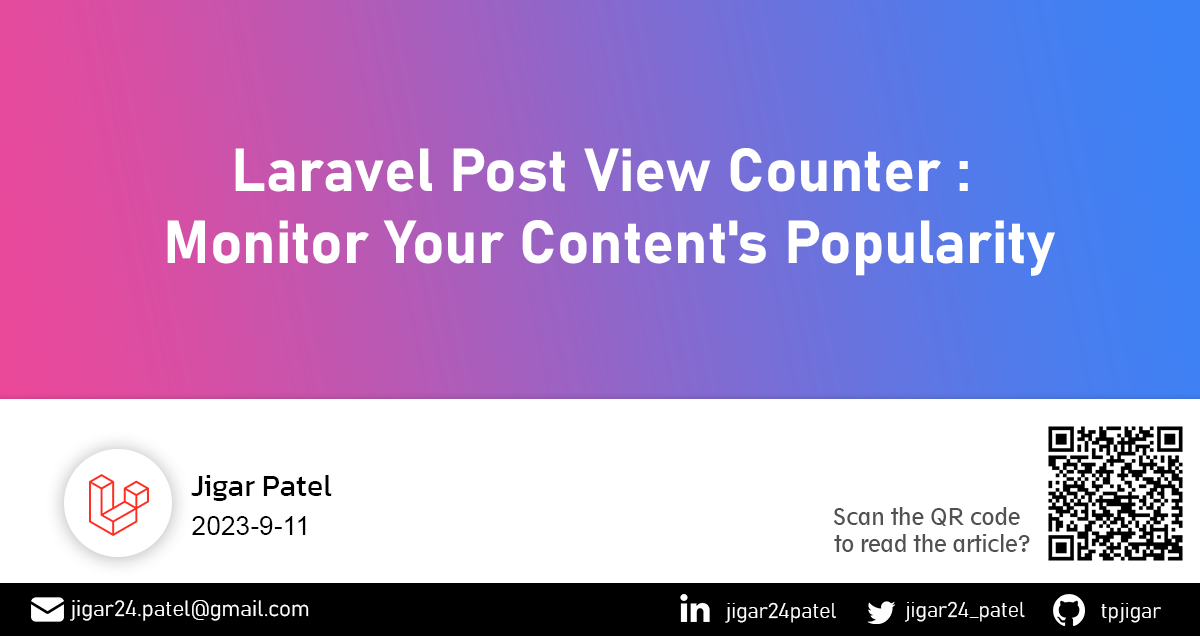 Laravel Post View Counter :
Monitor Your Content's Popularity
Jigar Patel
2023-9-11
Scan the QR code
to read the article?
jigar24.patel@gmail.com
in jigar24patel
jigar24_patel
tpjigar